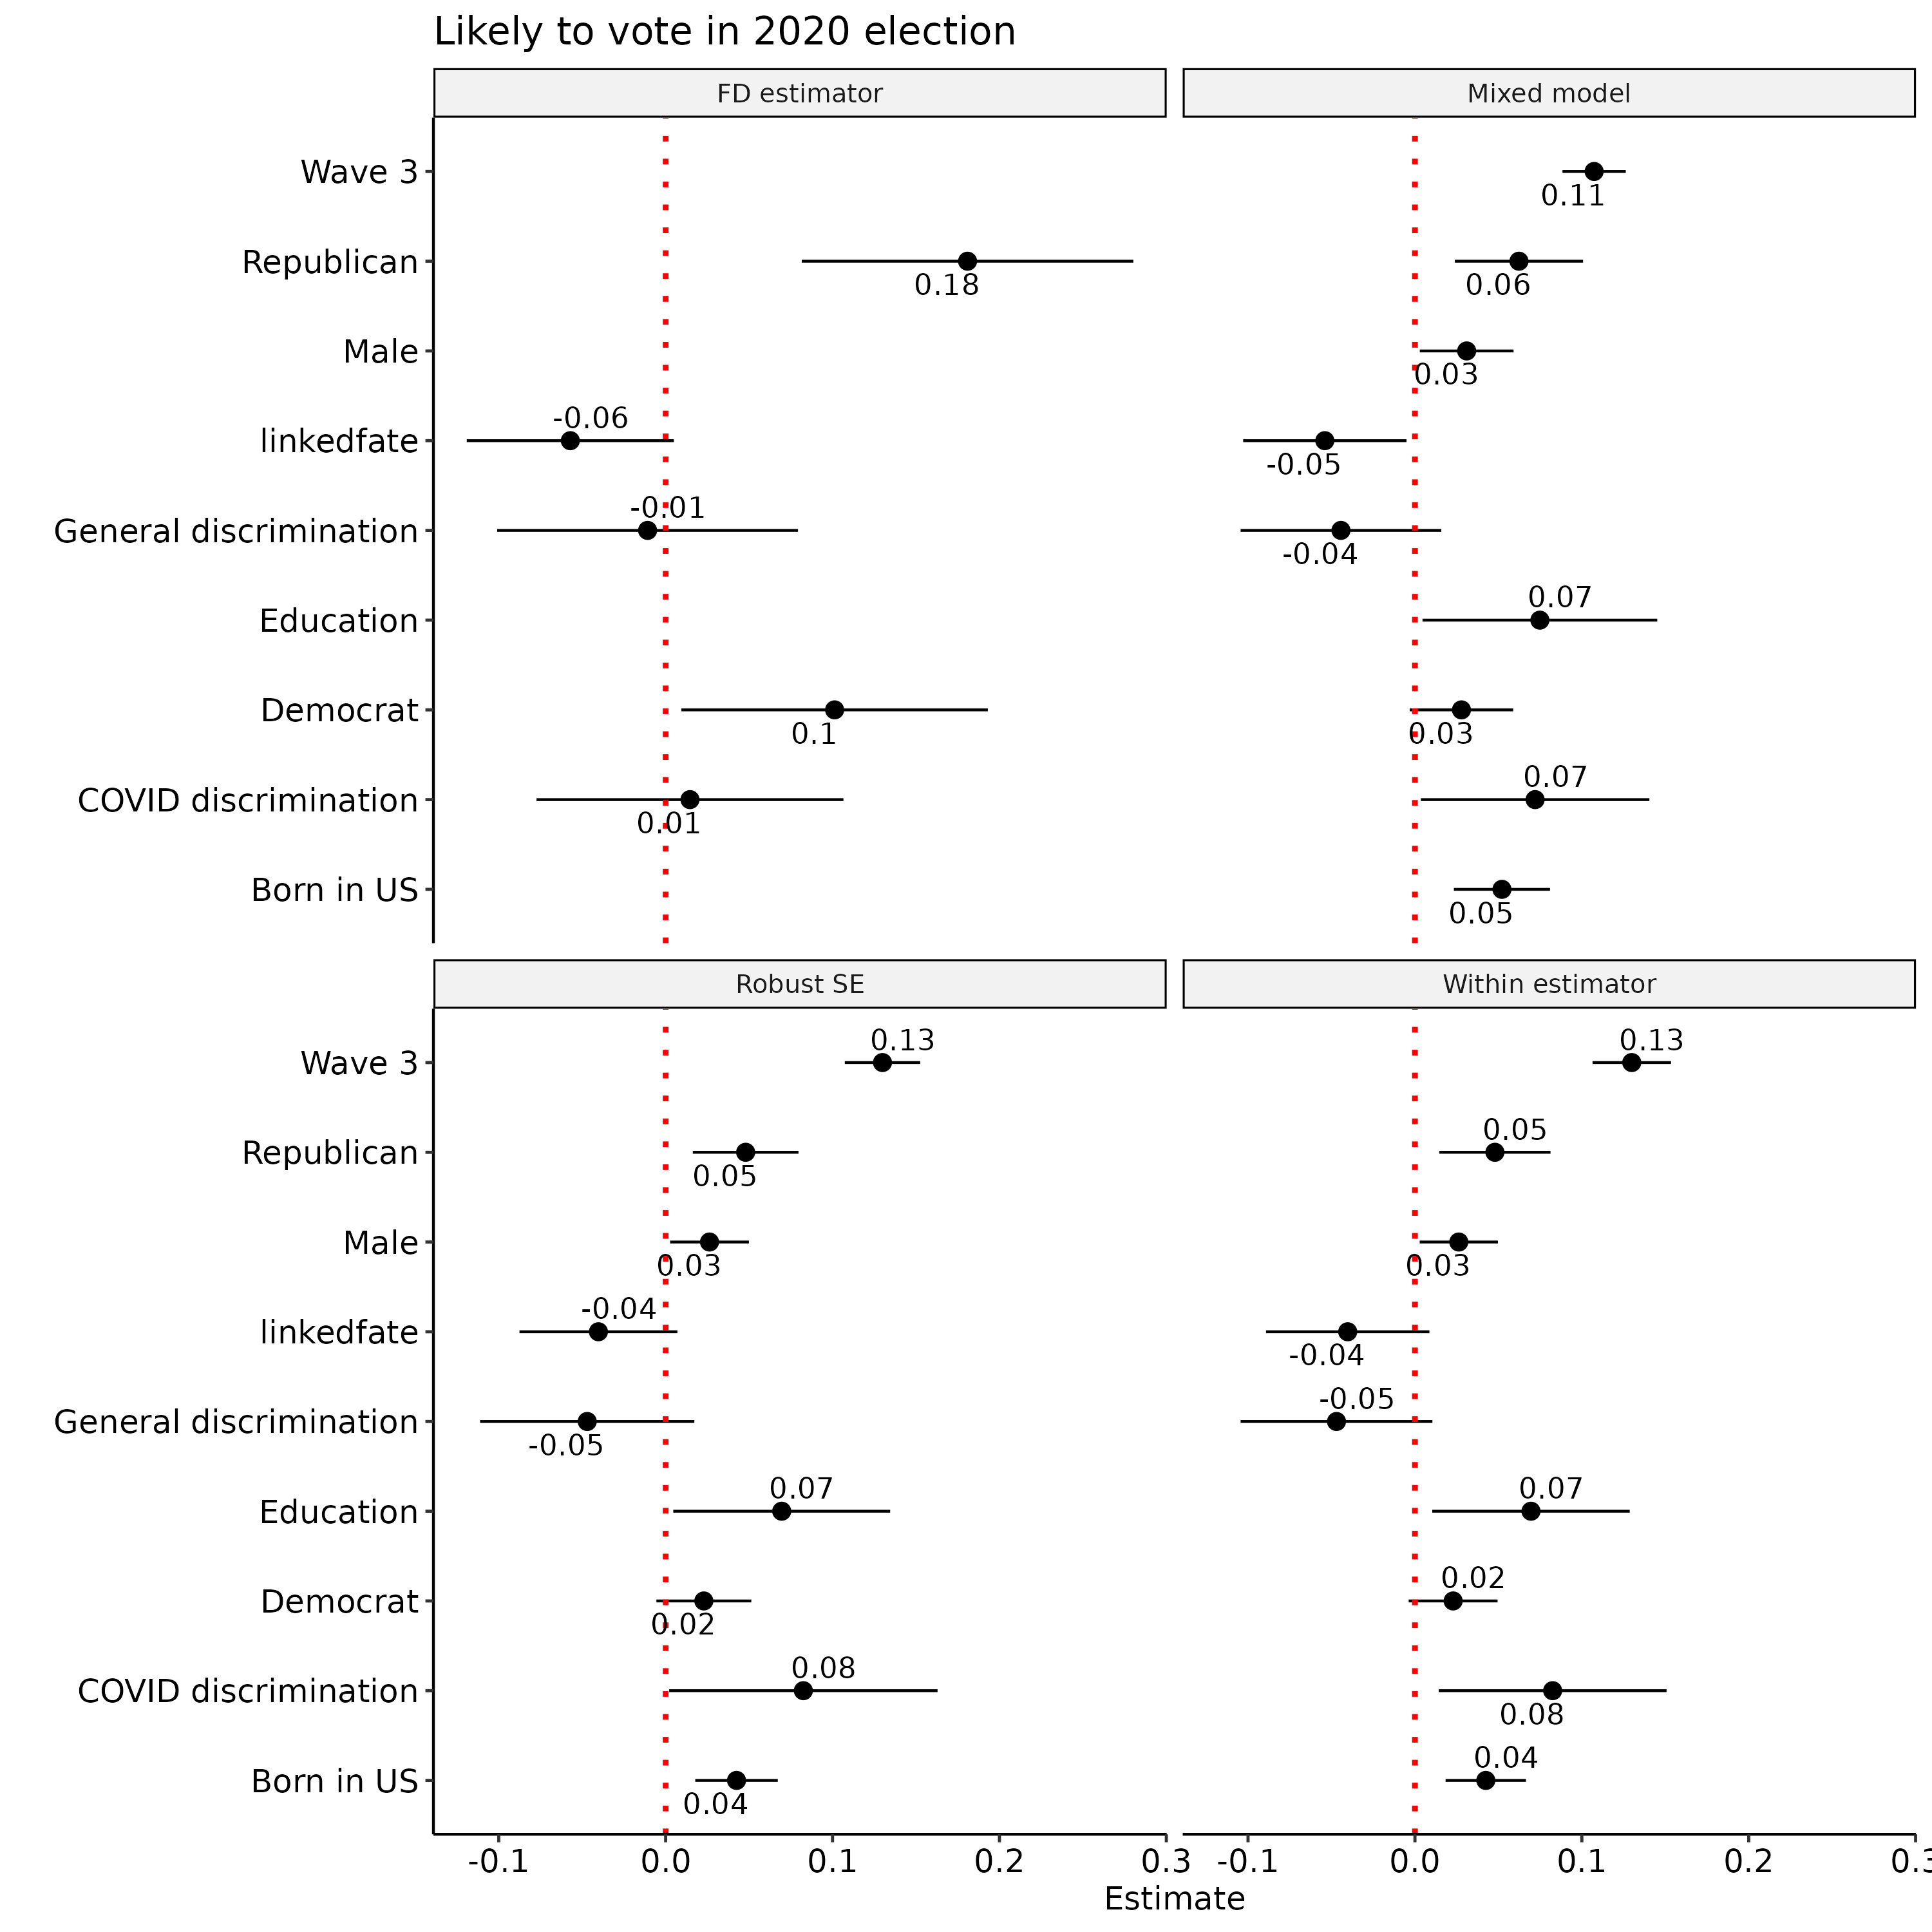 Likely to vote in 2020 election
FD estimator
Mixed model
Wave 3
0.11
Republican
0.18
0.06
Male
0.03
linkedfate
-0.06
-0.05
General discrimination
-0.01
-0.04
Education
0.07
Democrat
0.1
0.03
COVID discrimination
0.01
0.07
Born in US
0.05
Robust SE
Within estimator
Wave 3
0.13
0.13
Republican
0.05
0.05
Male
0.03
0.03
linkedfate
-0.04
-0.04
General discrimination
-0.05
-0.05
Education
0.07
0.07
Democrat
0.02
0.02
COVID discrimination
0.08
0.08
Born in US
0.04
0.04
-0.1 0.0 0.1 0.2 0.3
-0.1 0.0 0.1 0.2 0.3
Estimate